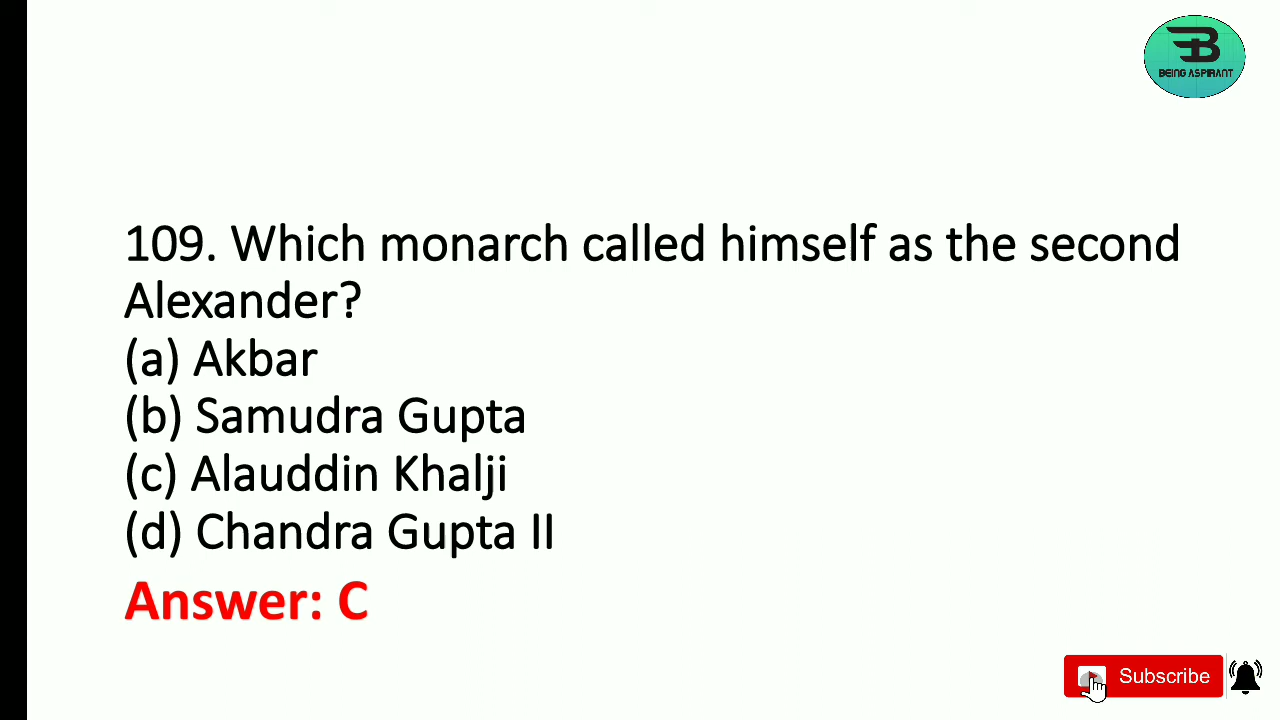 BEING ASPIRANT
109. Which monarch called himself as the second
Alexander?
(a) Akbar
(b) Samudra Gupta
(c) Alauddin Khalji
(d) Chandra Gupta II
Answer: C
Subscribe